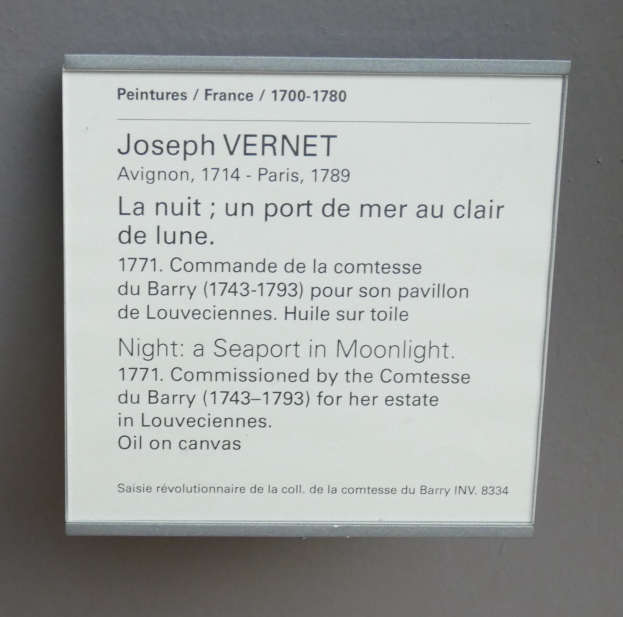 Peintures / France / 1700-1780
Joseph VERNET
Avignon, 1714 - Paris, 1789
La nuit ; un port de mer au clair
de lune.
1771. Commande de la comtesse
du Barry (1743-1793) pour son pavillon
de Louveciennes. Huile sur toile
Night: a Seaport in Moonlight.
1771. Commissioned by the Comtesse
du Barry (1743–1793) for her estate
in Louveciennes.
Oil on canvas
Saisie révolutionnaire de la coll. de la comtesse du Barry INV. 8334